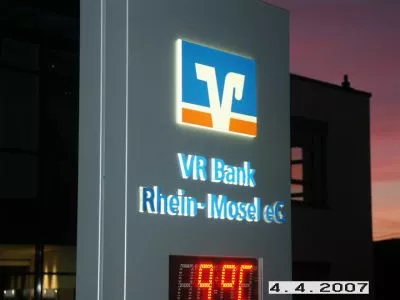 VR Bank
Rhein-Mosel eG
9°C
4.4.2007